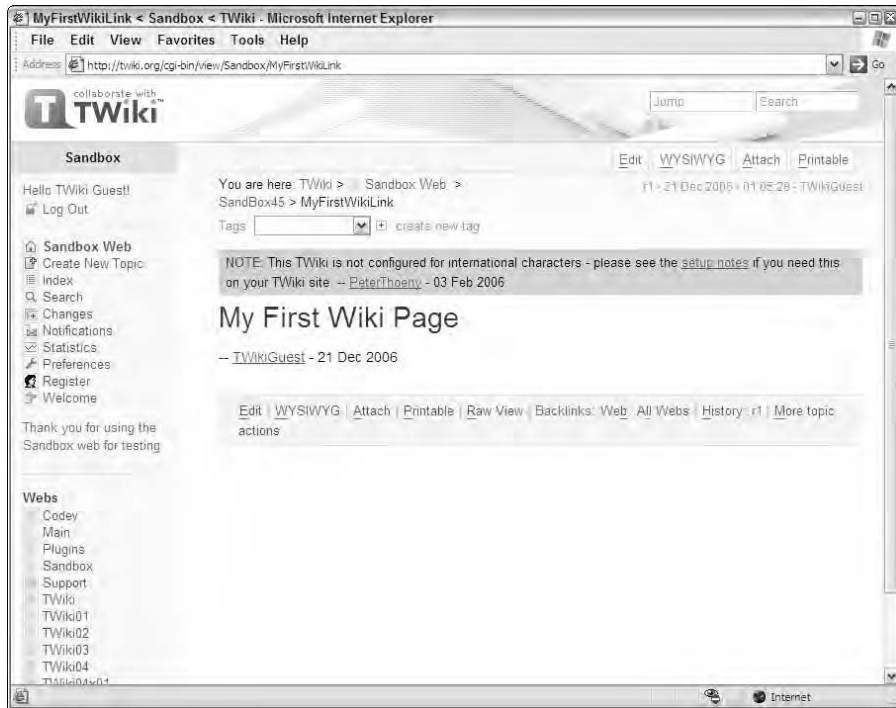 MyFirstWikiLink < Sandbox < TWiki - Microsoft Internet Explorer
File Edit View Favorites Tools Help
Address http://twiki.org/cgi-bin/view/Sandbox/MyFirstWikiLink Go
collaborate with
TWiki™
Jump Search
Sandbox
Edit WYSIWYG Attach Printable
Hello TWiki Guest!
Log Out
You are here: TWiki > Sandbox Web >
SandBox45 > MyFirstWikiLink
r1 - 21 Dec 2006 - 01:05:28 - TWikiGuest
Tags create new tag
Sandbox Web
Create New Topic
Index
Search
Changes
Notifications
Statistics
Preferences
Register
Welcome
Thank you for using the
Sandbox web for testing
Webs
Codev
Main
Plugins
Sandbox
Support
TWiki
TWiki01
TWiki02
TWiki03
TWiki04
TWiki04x01
NOTE: This TWiki is not configured for international characters - please see the setup notes if you need this
on your TWiki site -- PeterThoeny - 03 Feb 2006
My First Wiki Page
-- TWikiGuest - 21 Dec 2006
Edit | WYSIWYG | Attach | Printable | Raw View | Backlinks: Web, All Webs | History: r1 | More topic
actions
Internet